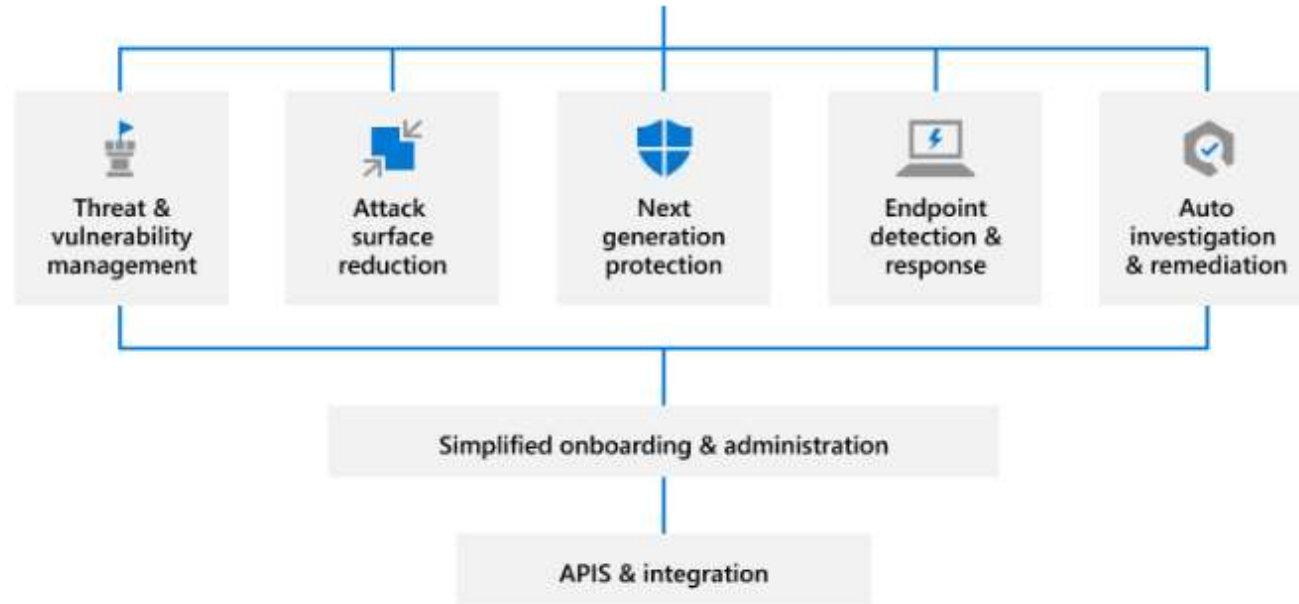 Threat &
vulnerability
management
Attack
surface
reduction
Next
generation
protection
Endpoint
detection &
response
Auto
investigation
& remediation
Simplified onboarding & administration
APIS & integration